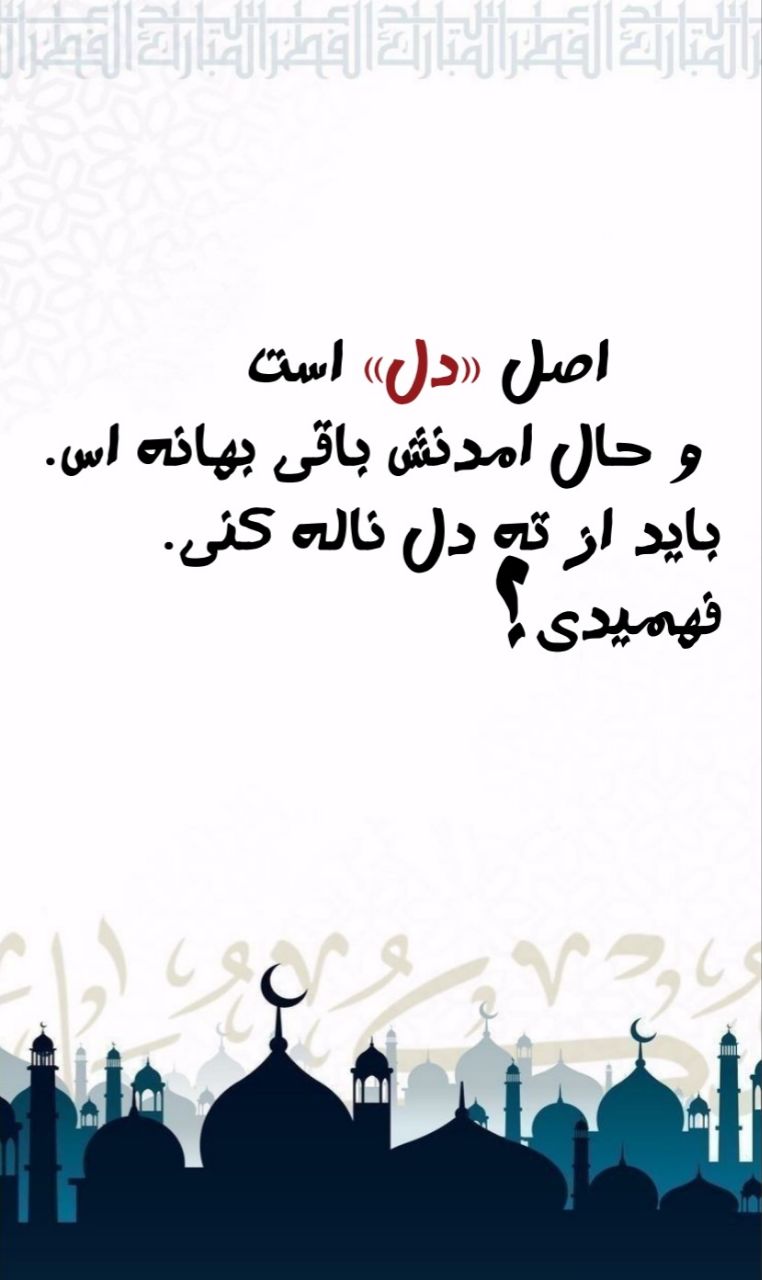 الفطر المبارك الفطر المبارك الفطر المبارك
اصل «دل» است
و حال امدنش باقی بهانه اس.
باید از ته دل ناله کنی.
فهمیدی؟